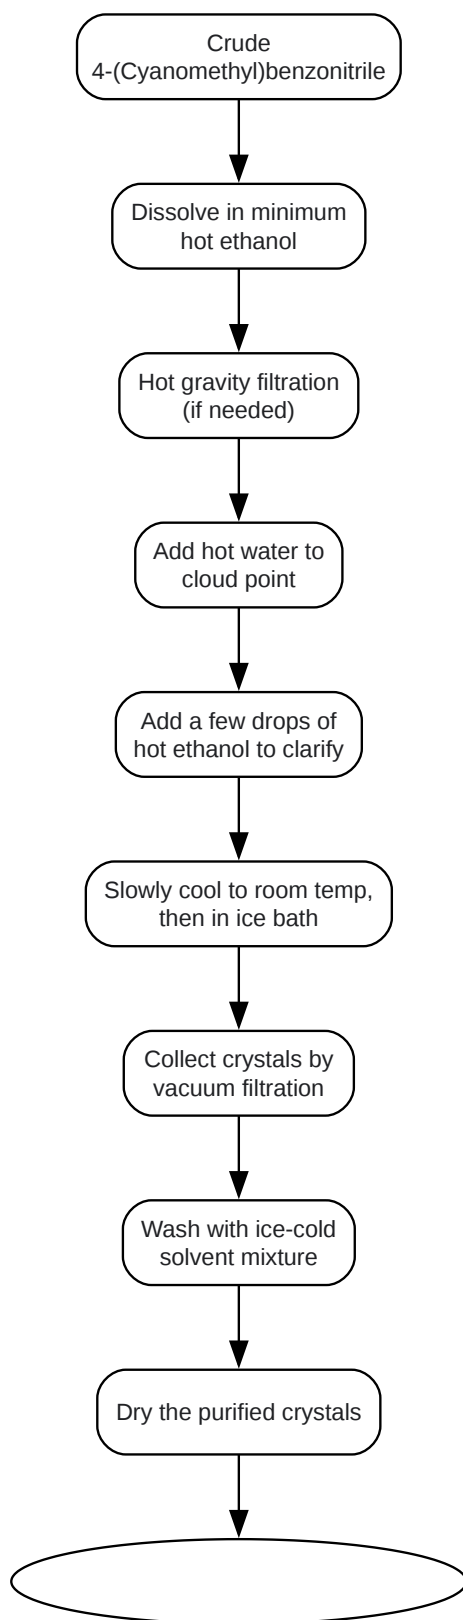 Crude
4-(Cyanomethyl)benzonitrile
Dissolve in minimum
hot ethanol
Hot gravity filtration
(if needed)
Add hot water to
cloud point
Add a few drops of
hot ethanol to clarify
Slowly cool to room temp,
then in ice bath
Collect crystals by
vacuum filtration
Wash with ice-cold
solvent mixture
Dry the purified crystals